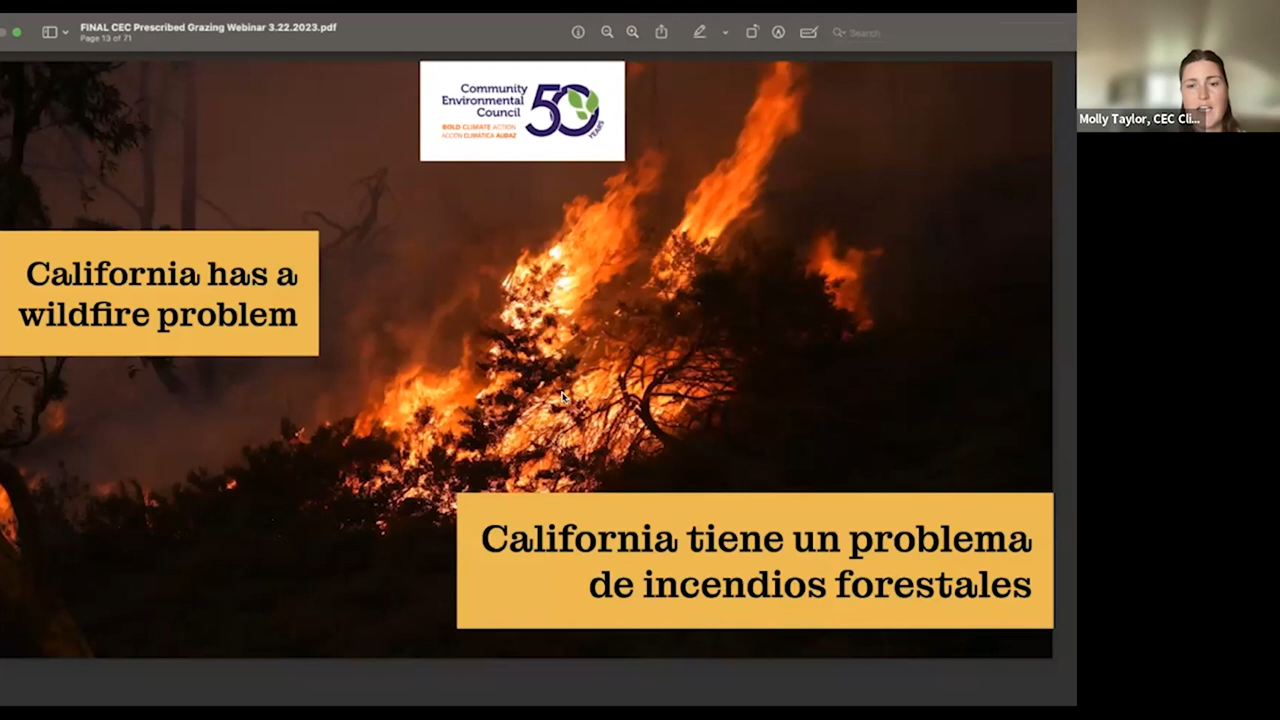 FINAL CEC Prescribed Grazing Webinar 3.22.2023.pdf
Page 13 of 71
Search
Molly Taylor, CEC Cli...
Community
Environmental
Council
50
YEARS
BOLD CLIMATE ACTION
ACCIÓN CLIMÁTICA AUDAZ
California has a
wildfire problem
California tiene un problema
de incendios forestales